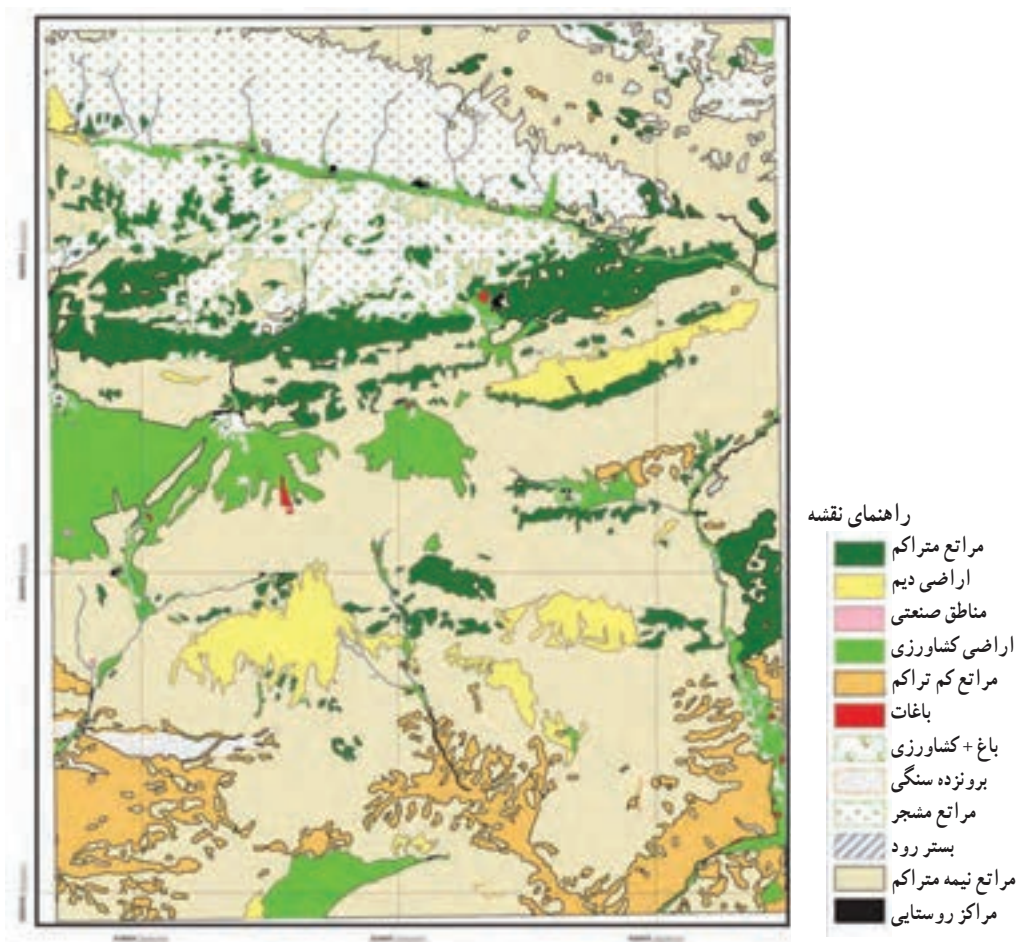 راهنمای نقشه
مراتع متراکم
اراضی دیم
مناطق صنعتی
اراضی کشاورزی
مراتع کم تراکم
باغات
باغ + کشاورزی
برونزده سنگی
مراتع مشجر
بستر رود
مراتع نیمه متراکم
مراکز روستایی